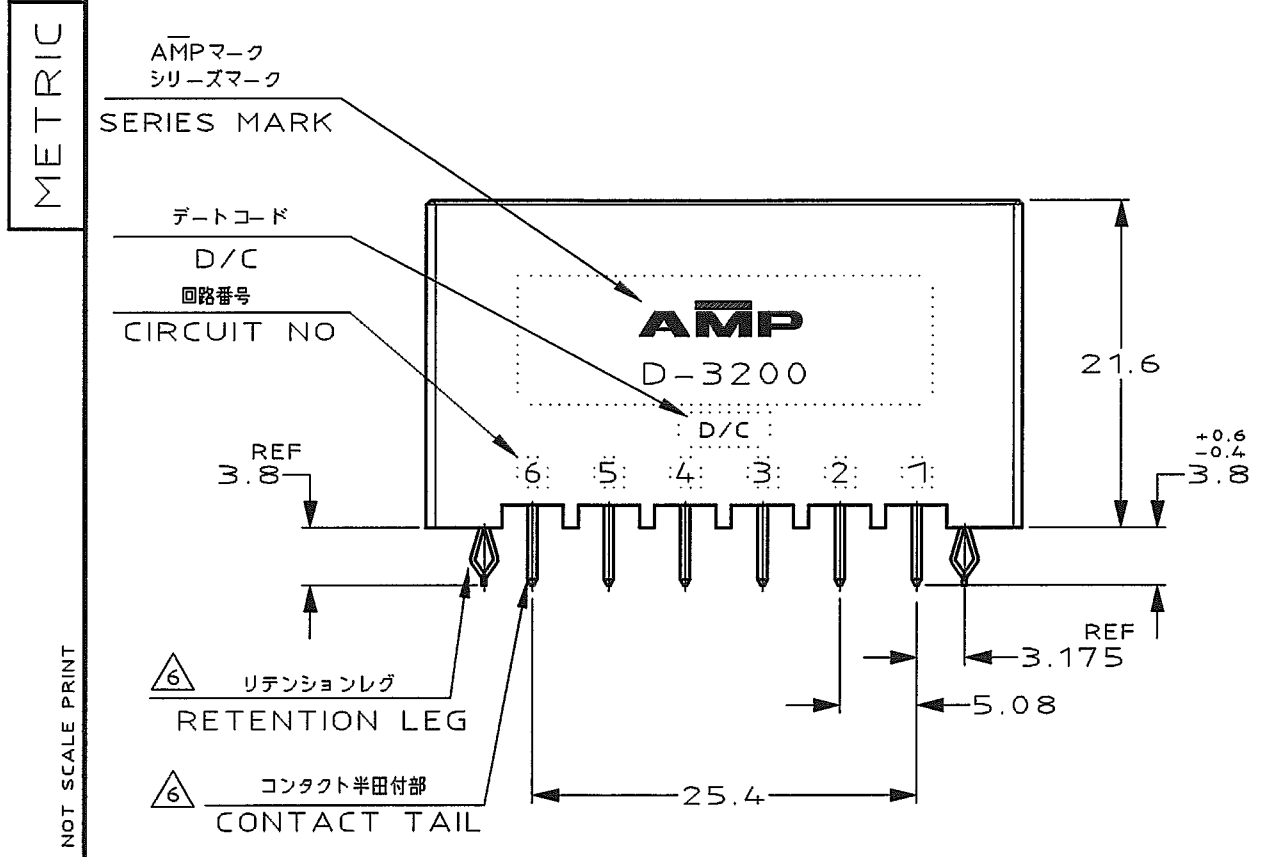 METRIC
AMPマーク
シリーズマーク
SERIES MARK
デートコード
D/C
回路番号
CIRCUIT NO
AMP
D-3200
D/C
6 5 4 3 2 1
21.6
REF
3.8
+0.6
-0.4
3.8
REF
3.175
5.08
25.4
6 リテンションレグ
RETENTION LEG
6 コンタクト半田付部
CONTACT TAIL
NOT SCALE PRINT